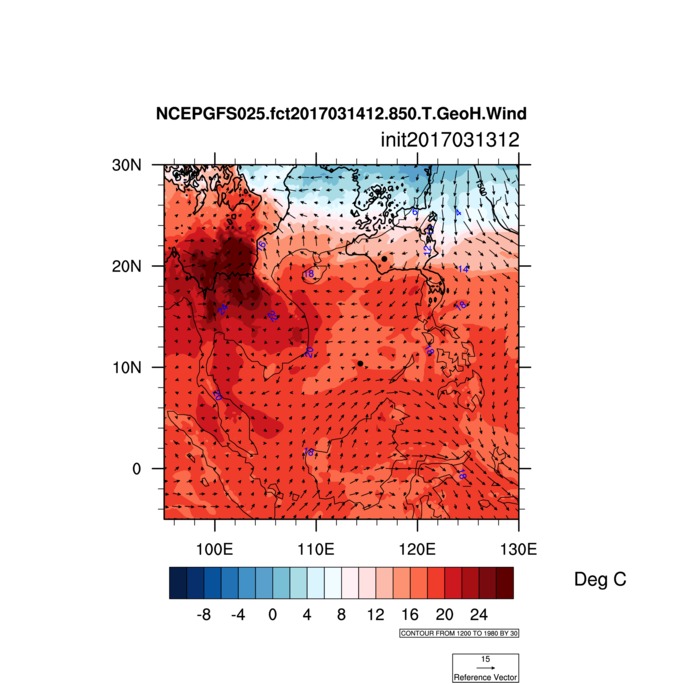 NCEPGFS025.fct2017031412.850.T.GeoH.Wind
init2017031312
30N
20N
10N
0
100E 110E 120E 130E
-8 -4 0 4 8 12 16 20 24
Deg C
CONTOUR FROM 1200 TO 1980 BY 30
15
Reference Vector